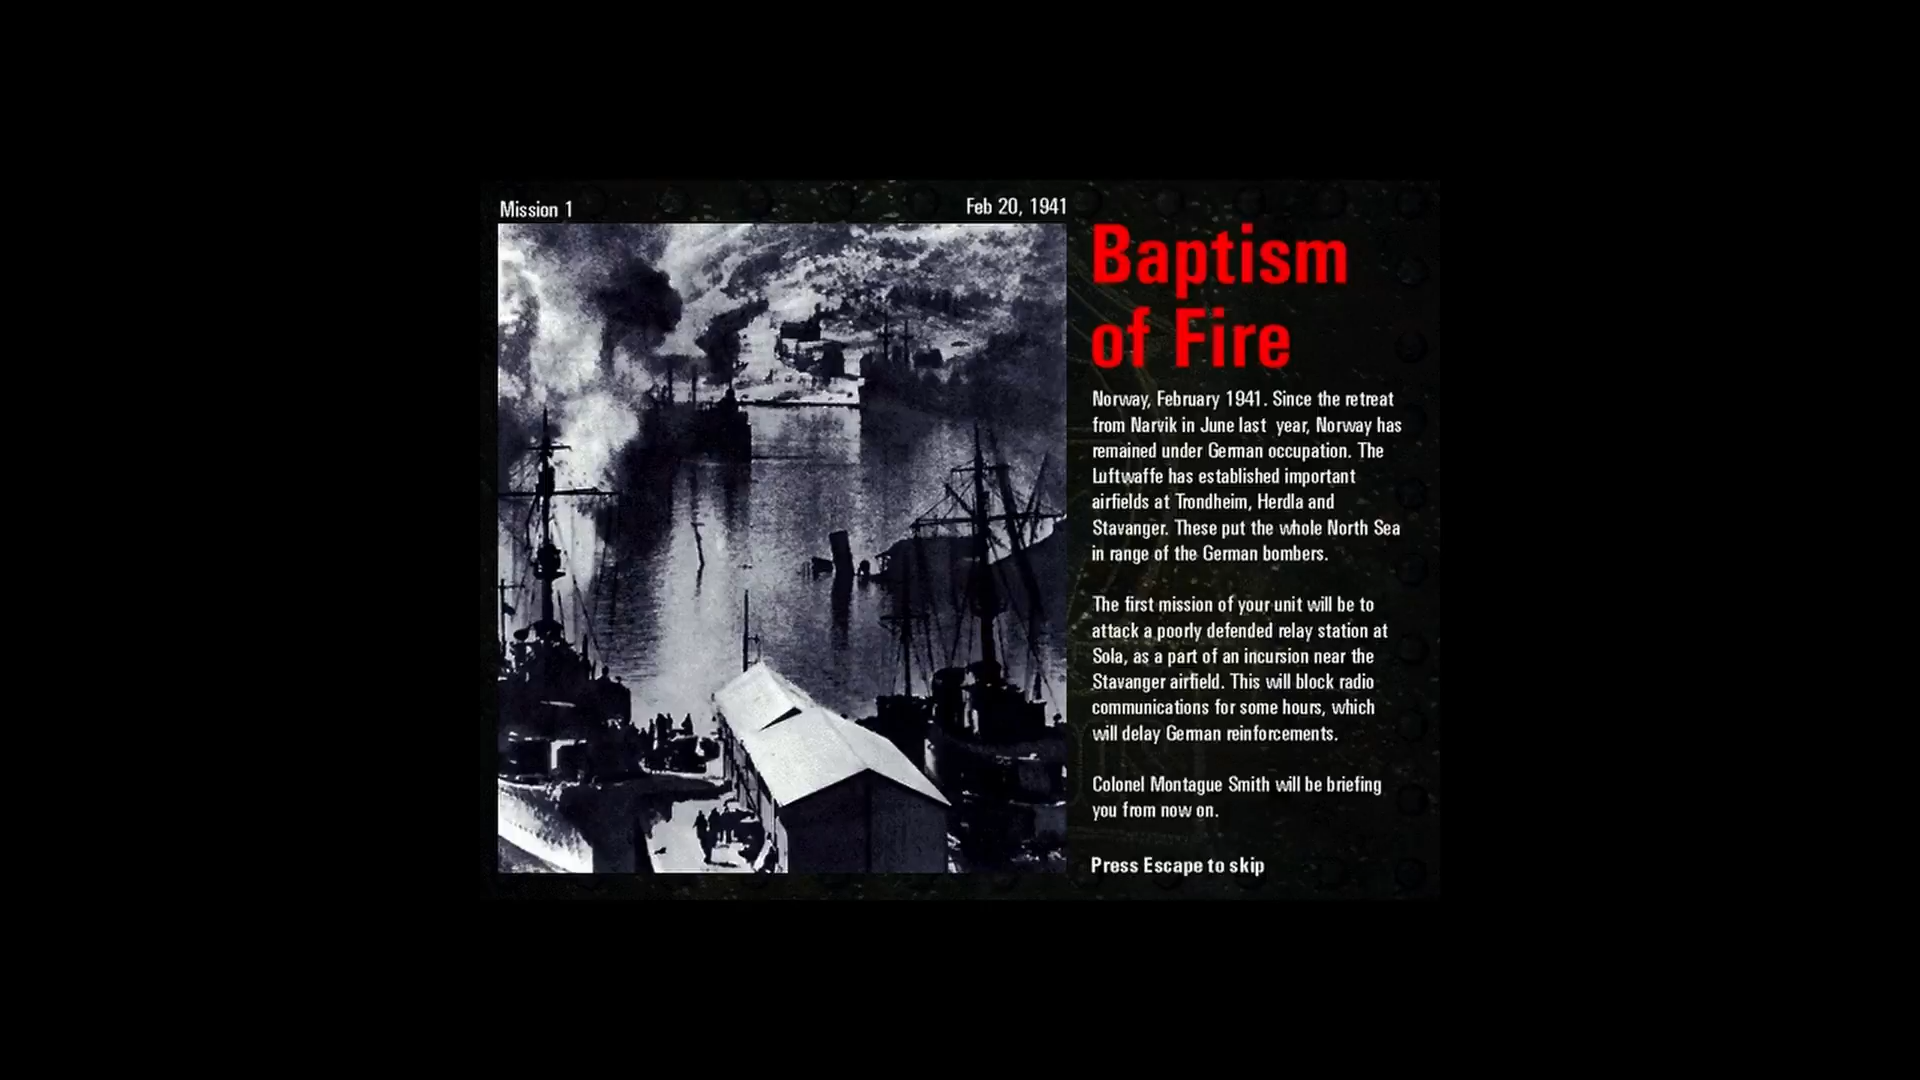 Mission 1
Feb 20, 1941
Baptism
of Fire
Norway, February 1941. Since the retreat
from Narvik in June last  year, Norway has
remained under German occupation. The
Luftwaffe has established important
airfields at Trondheim, Herdla and
Stavanger. These put the whole North Sea
in range of the German bombers.
The first mission of your unit will be to
attack a poorly defended relay station at
Sola, as a part of an incursion near the
Stavanger airfield. This will block radio
communications for some hours, which
will delay German reinforcements.
Colonel Montague Smith will be briefing
you from now on.
Press Escape to skip